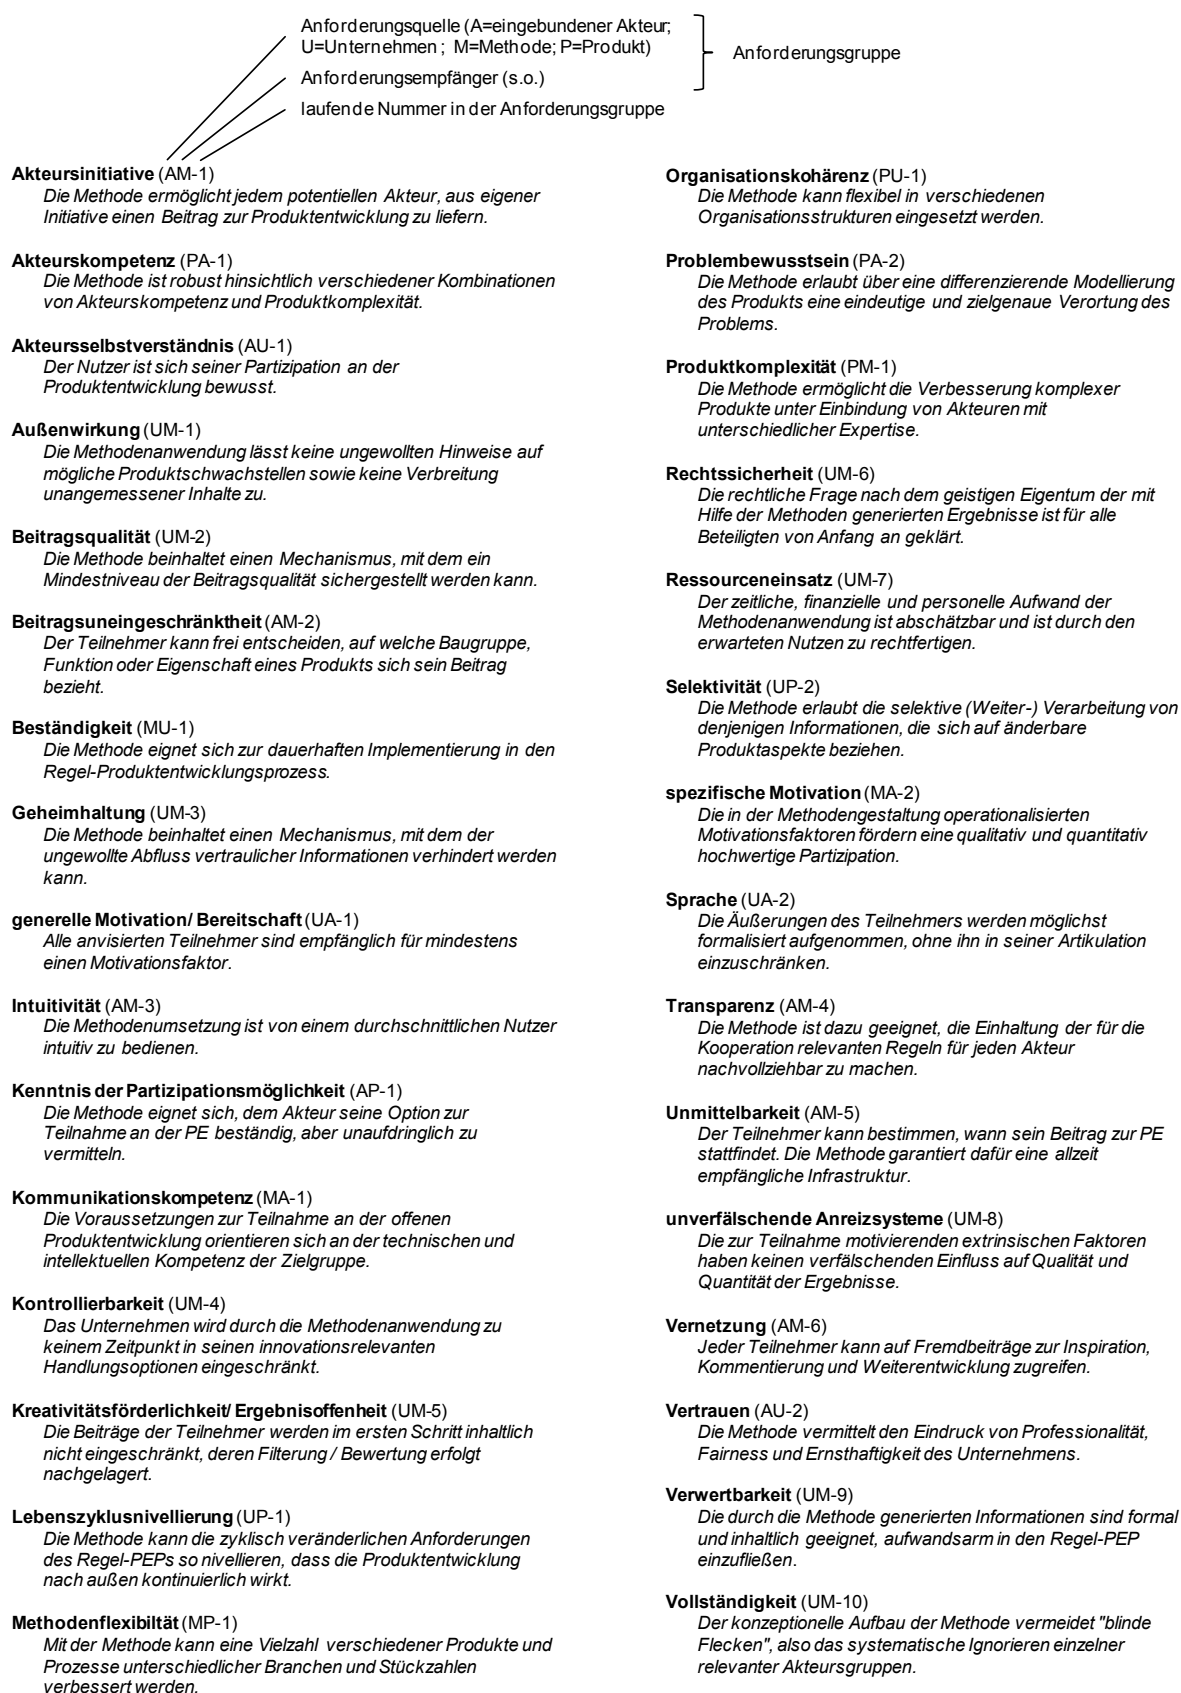 Anforderungsquelle (A=eingebundener Akteur;
U=Unternehmen ; M=Methode; P=Produkt)
Anforderungsgruppe
Anforderungsempfänger (s.o.)
laufende Nummer in der Anforderungsgruppe
Akteursinitiative (AM-1)
Die Methode ermöglicht jedem potentiellen Akteur, aus eigener
Initiative einen Beitrag zur Produktentwicklung zu liefern.
Akteurskompetenz (PA-1)
Die Methode ist robust hinsichtlich verschiedener Kombinationen
von Akteurskompetenz und Produktkomplexität.
Akteursselbstverständnis (AU-1)
Der Nutzer ist sich seiner Partizipation an der
Produktentwicklung bewusst.
Außenwirkung (UM-1)
Die Methodenanwendung lässt keine ungewollten Hinweise auf
mögliche Produktschwachstellen sowie keine Verbreitung
unangemessener Inhalte zu.
Beitragsqualität (UM-2)
Die Methode beinhaltet einen Mechanismus, mit dem ein
Mindestniveau der Beitragsqualität sichergestellt werden kann.
Beitragsuneingeschränktheit (AM-2)
Der Teilnehmer kann frei entscheiden, auf welche Baugruppe,
Funktion oder Eigenschaft eines Produkts sich sein Beitrag
bezieht.
Beständigkeit (MU-1)
Die Methode eignet sich zur dauerhaften Implementierung in den
Regel-Produktentwicklungsprozess.
Geheimhaltung (UM-3)
Die Methode beinhaltet einen Mechanismus, mit dem der
ungewollte Abfluss vertraulicher Informationen verhindert werden
kann.
generelle Motivation/ Bereitschaft (UA-1)
Alle anvisierten Teilnehmer sind empfänglich für mindestens
einen Motivationsfaktor.
Intuitivität (AM-3)
Die Methodenumsetzung ist von einem durchschnittlichen Nutzer
intuitiv zu bedienen.
Kenntnis der Partizipationsmöglichkeit (AP-1)
Die Methode eignet sich, dem Akteur seine Option zur
Teilnahme an der PE beständig, aber unaufdringlich zu
vermitteln.
Kommunikationskompetenz (MA-1)
Die Voraussetzungen zur Teilnahme an der offenen
Produktentwicklung orientieren sich an der technischen und
intellektuellen Kompetenz der Zielgruppe.
Kontrollierbarkeit (UM-4)
Das Unternehmen wird durch die Methodenanwendung zu
keinem Zeitpunkt in seinen innovationsrelevanten
Handlungsoptionen eingeschränkt.
Kreativitätsförderlichkeit/ Ergebnisoffenheit (UM-5)
Die Beiträge der Teilnehmer werden im ersten Schritt inhaltlich
nicht eingeschränkt, deren Filterung / Bewertung erfolgt
nachgelagert.
Lebenszyklusnivellierung (UP-1)
Die Methode kann die zyklisch veränderlichen Anforderungen
des Regel-PEPs so nivellieren, dass die Produktentwicklung
nach außen kontinuierlich wirkt.
Methodenflexibiltät (MP-1)
Mit der Methode kann eine Vielzahl verschiedener Produkte und
Prozesse unterschiedlicher Branchen und Stückzahlen
verbessert werden.
Organisationskohärenz (PU-1)
Die Methode kann flexibel in verschiedenen
Organisationsstrukturen eingesetzt werden.
Problembewusstsein (PA-2)
Die Methode erlaubt über eine differenzierende Modellierung
des Produkts eine eindeutige und zielgenaue Verortung des
Problems.
Produktkomplexität (PM-1)
Die Methode ermöglicht die Verbesserung komplexer
Produkte unter Einbindung von Akteuren mit
unterschiedlicher Expertise.
Rechtssicherheit (UM-6)
Die rechtliche Frage nach dem geistigen Eigentum der mit
Hilfe der Methoden generierten Ergebnisse ist für alle
Beteiligten von Anfang an geklärt.
Ressourceneinsatz (UM-7)
Der zeitliche, finanzielle und personelle Aufwand der
Methodenanwendung ist abschätzbar und ist durch den
erwarteten Nutzen zu rechtfertigen.
Selektivität (UP-2)
Die Methode erlaubt die selektive (Weiter-) Verarbeitung von
denjenigen Informationen, die sich auf änderbare
Produktaspekte beziehen.
spezifische Motivation (MA-2)
Die in der Methodengestaltung operationalisierten
Motivationsfaktoren fördern eine qualitativ und quantitativ
hochwertige Partizipation.
Sprache (UA-2)
Die Äußerungen des Teilnehmers werden möglichst
formalisiert aufgenommen, ohne ihn in seiner Artikulation
einzuschränken.
Transparenz (AM-4)
Die Methode ist dazu geeignet, die Einhaltung der für die
Kooperation relevanten Regeln für jeden Akteur
nachvollziehbar zu machen.
Unmittelbarkeit (AM-5)
Der Teilnehmer kann bestimmen, wann sein Beitrag zur PE
stattfindet. Die Methode garantiert dafür eine allzeit
empfängliche Infrastruktur.
unverfälschende Anreizsysteme (UM-8)
Die zur Teilnahme motivierenden extrinsischen Faktoren
haben keinen verfälschenden Einfluss auf Qualität und
Quantität der Ergebnisse.
Vernetzung (AM-6)
Jeder Teilnehmer kann auf Fremdbeiträge zur Inspiration,
Kommentierung und Weiterentwicklung zugreifen.
Vertrauen (AU-2)
Die Methode vermittelt den Eindruck von Professionalität,
Fairness und Ernsthaftigkeit des Unternehmens.
Verwertbarkeit (UM-9)
Die durch die Methode generierten Informationen sind formal
und inhaltlich geeignet, aufwandsarm in den Regel-PEP
einzufließen.
Vollständigkeit (UM-10)
Der konzeptionelle Aufbau der Methode vermeidet "blinde
Flecken", also das systematische Ignorieren einzelner
relevanter Akteursgruppen.